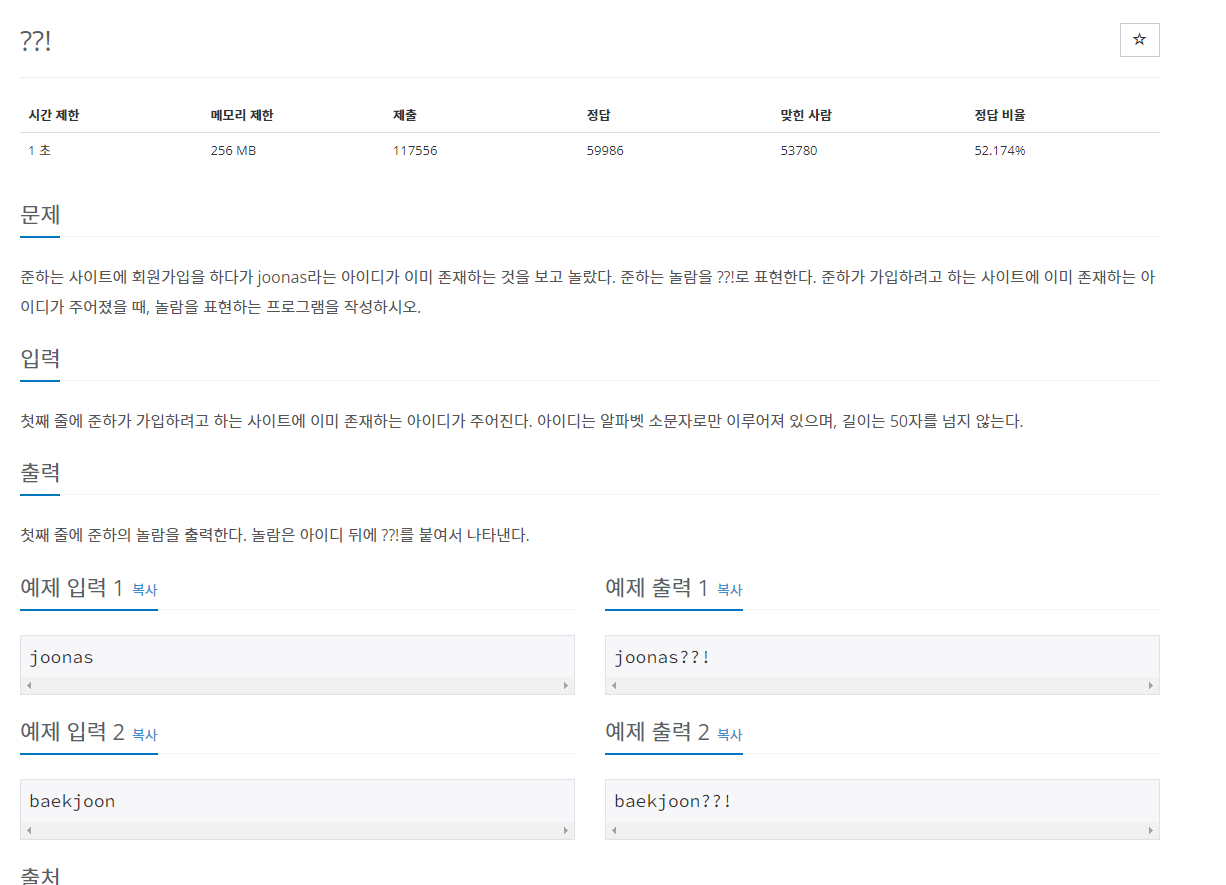 ??!
☆
시간 제한 메모리 제한 제출 정답 맞힌 사람 정답 비율
1 초 256 MB 117556 59986 53780 52.174%
문제
준하는 사이트에 회원가입을 하다가 joonas라는 아이디가 이미 존재하는 것을 보고 놀랐다. 준하는 놀람을 ??!로 표현한다. 준하가 가입하려고 하는 사이트에 이미 존재하는 아
이디가 주어졌을 때, 놀람을 표현하는 프로그램을 작성하시오.
입력
첫째 줄에 준하가 가입하려고 하는 사이트에 이미 존재하는 아이디가 주어진다. 아이디는 알파벳 소문자로만 이루어져 있으며, 길이는 50자를 넘지 않는다.
출력
첫째 줄에 준하의 놀람을 출력한다. 놀람은 아이디 뒤에 ??!를 붙여서 나타낸다.
예제 입력 1 복사
joonas
예제 출력 1 복사
joonas??!
예제 입력 2 복사
baekjoon
예제 출력 2 복사
baekjoon??!
출처